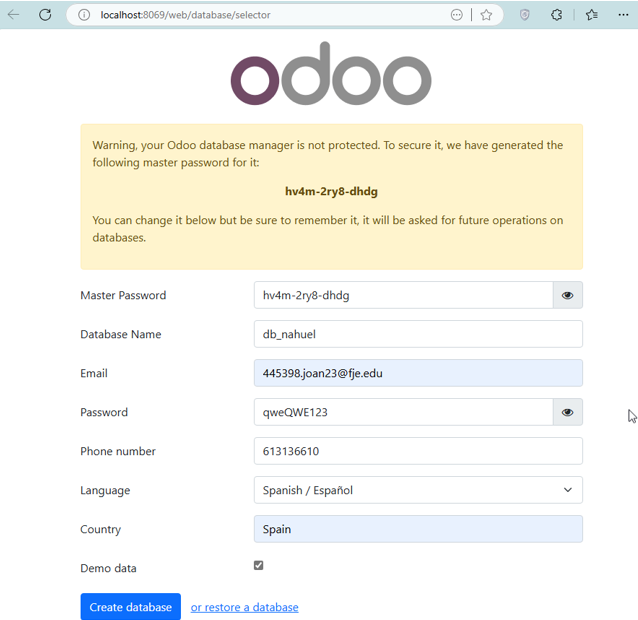 localhost:8069/web/database/selector
odoo
Warning, your Odoo database manager is not protected. To secure it, we have generated the
following master password for it:
hv4m-2ry8-dhdg
You can change it below but be sure to remember it, it will be asked for future operations on
databases.
Master Password hv4m-2ry8-dhdg
Database Name db_nahuel
Email 445398.joan23@fje.edu
Password qweQWE123
Phone number 613136610
Language Spanish / Español
Country Spain
Demo data
Create database or restore a database